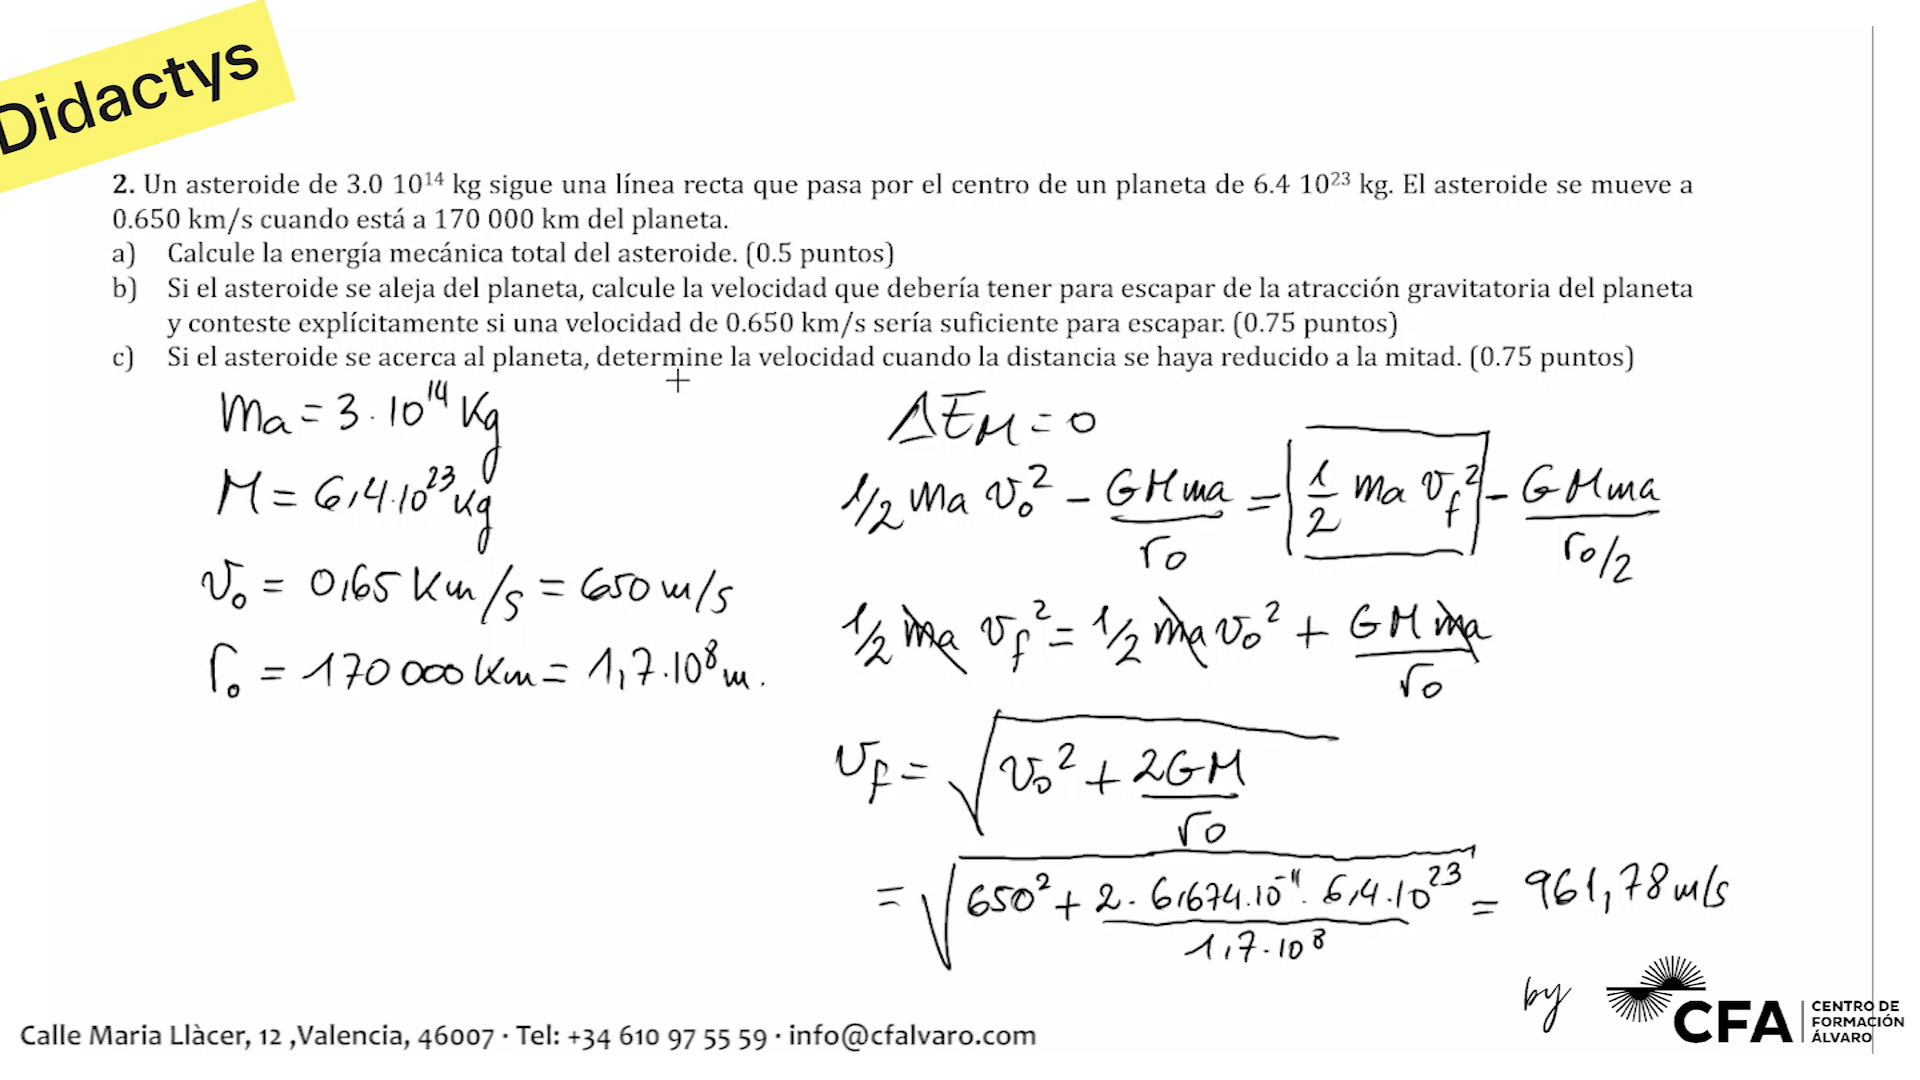 Didactys
2. Un asteroide de 3.0 10¹⁴ kg sigue una línea recta que pasa por el centro de un planeta de 6.4 10²³ kg. El asteroide se mueve a
0.650 km/s cuando está a 170 000 km del planeta.
a) Calcule la energía mecánica total del asteroide. (0.5 puntos)
b) Si el asteroide se aleja del planeta, calcule la velocidad que debería tener para escapar de la atracción gravitatoria del planeta
y conteste explícitamente si una velocidad de 0.650 km/s sería suficiente para escapar. (0.75 puntos)
c) Si el asteroide se acerca al planeta, determine la velocidad cuando la distancia se haya reducido a la mitad. (0.75 puntos)
ma = 3 · 10¹⁴ Kg
M = 6,4·10²³ kg
v₀ = 0,65 Km/s = 650 m/s
r₀ = 170 000 Km = 1,7·10⁸ m.
ΔEM = 0
1/2 ma v₀² - GMma/r₀ = 1/2 ma vf² - GMma/(r₀/2)
1/2 ma vf² = 1/2 ma v₀² + GMma/r₀
vf = √(v₀² + 2GM/r₀)
= √(650² + 2·6,674·10⁻¹¹·6,4·10²³/1,7·10⁸) = 961,78 m/s
by
CFA
CENTRO DE
FORMACIÓN
ÁLVARO
Calle Maria Llàcer, 12 ,Valencia, 46007 · Tel: +34 610 97 55 59 · info@cfalvaro.com